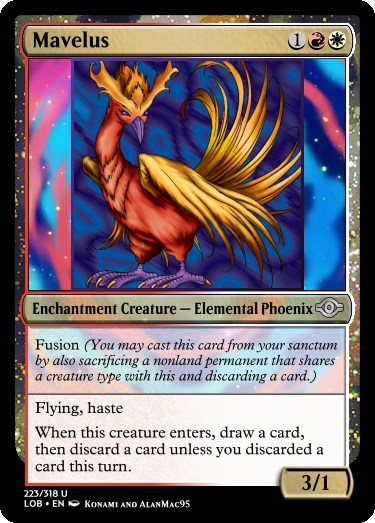 Mavelus 1
Enchantment Creature — Elemental Phoenix
Fusion (You may cast this card from your sanctum
by also sacrificing a nonland permanent that shares
a creature type with this and discarding a card.)
Flying, haste
When this creature enters, draw a card,
then discard a card unless you discarded a
card this turn.
3/1
223/318 U
LOB • EN Konami and AlanMac95